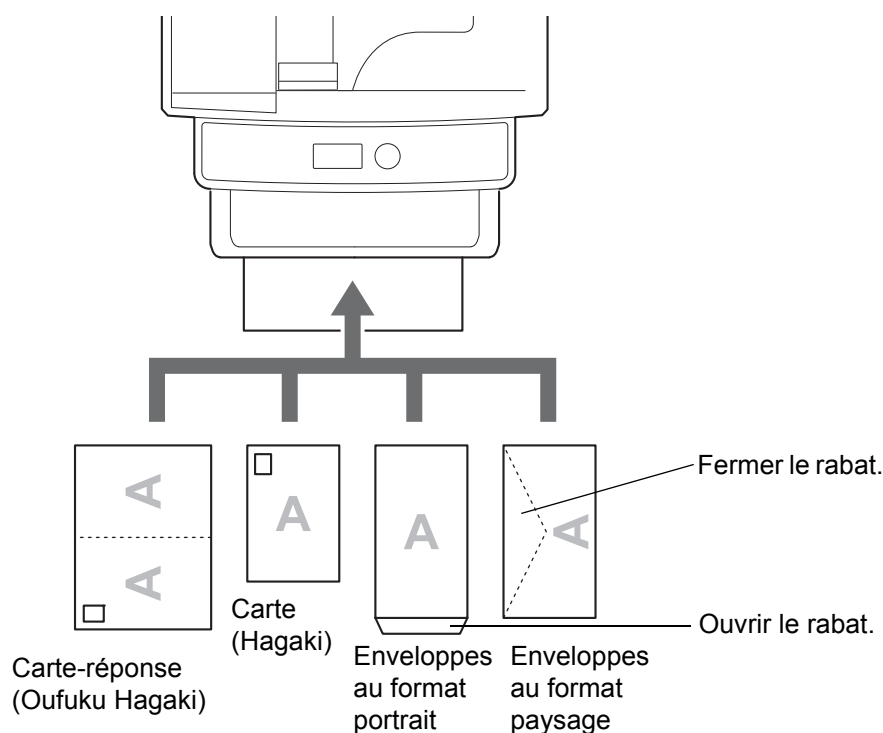 A
A
A
A
A
Fermer le rabat.
Ouvrir le rabat.
Carte-réponse
(Oufuku Hagaki)
Carte
(Hagaki)
Enveloppes
au format
portrait
Enveloppes
au format
paysage